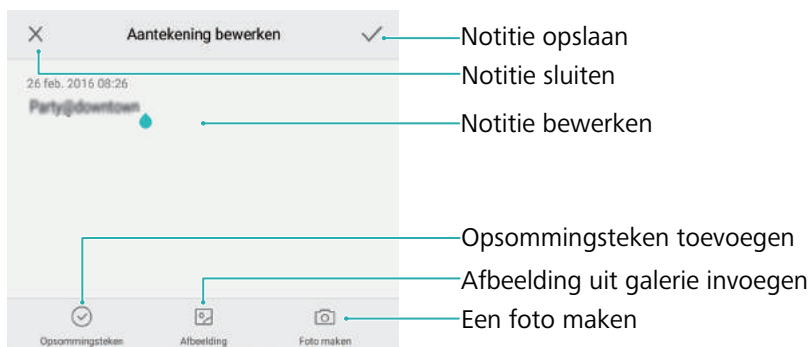 Aantekening bewerken
Notitie opslaan
Notitie sluiten
26 feb. 2016 08:26
Party@downtown
Notitie bewerken
Opsommingsteken toevoegen
Afbeelding uit galerie invoegen
Een foto maken
Opsommingsteken
Afbeelding
Foto maken